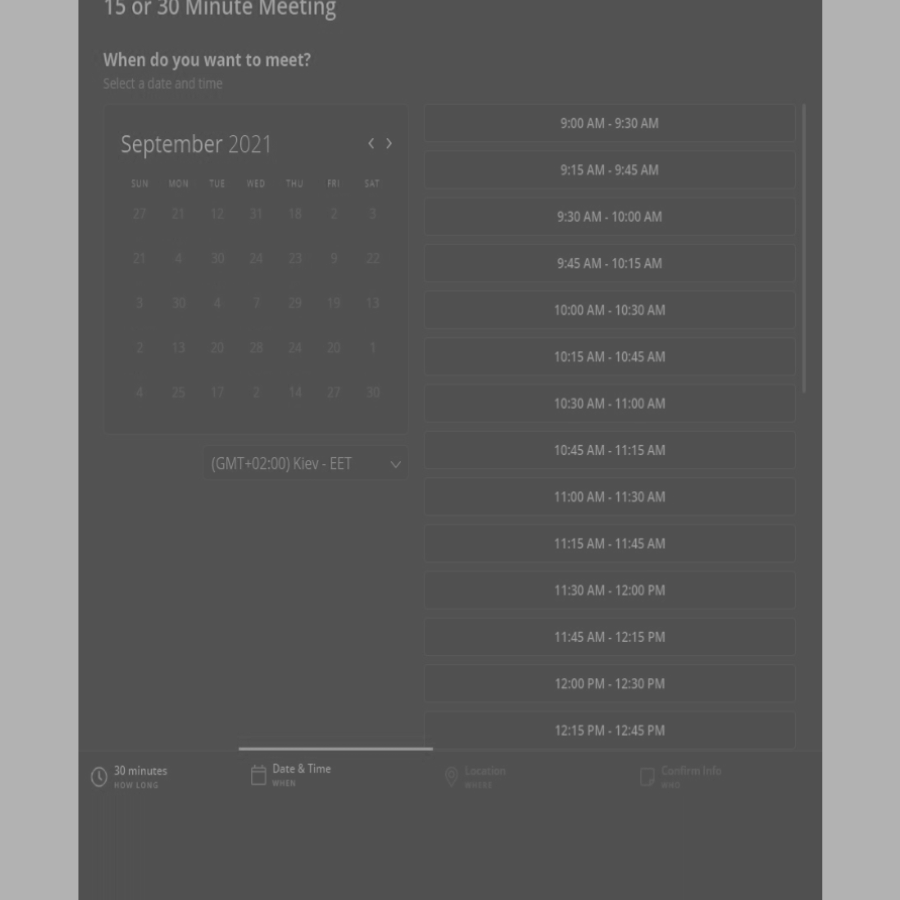 15 or 30 Minute Meeting
When do you want to meet?
Select a date and time
September 2021
SUN MON TUE WED THU FRI SAT
27 21 12 31 18 2 3
21 4 30 24 23 9 22
3 30 4 7 29 19 13
2 13 20 28 24 20 1
4 25 17 2 14 27 30
(GMT+02:00) Kiev - EET
9:00 AM - 9:30 AM
9:15 AM - 9:45 AM
9:30 AM - 10:00 AM
9:45 AM - 10:15 AM
10:00 AM - 10:30 AM
10:15 AM - 10:45 AM
10:30 AM - 11:00 AM
10:45 AM - 11:15 AM
11:00 AM - 11:30 AM
11:15 AM - 11:45 AM
11:30 AM - 12:00 PM
11:45 AM - 12:15 PM
12:00 PM - 12:30 PM
12:15 PM - 12:45 PM
30 minutes
HOW LONG
Date & Time
WHEN
Location
WHERE
Confirm Info
WHO